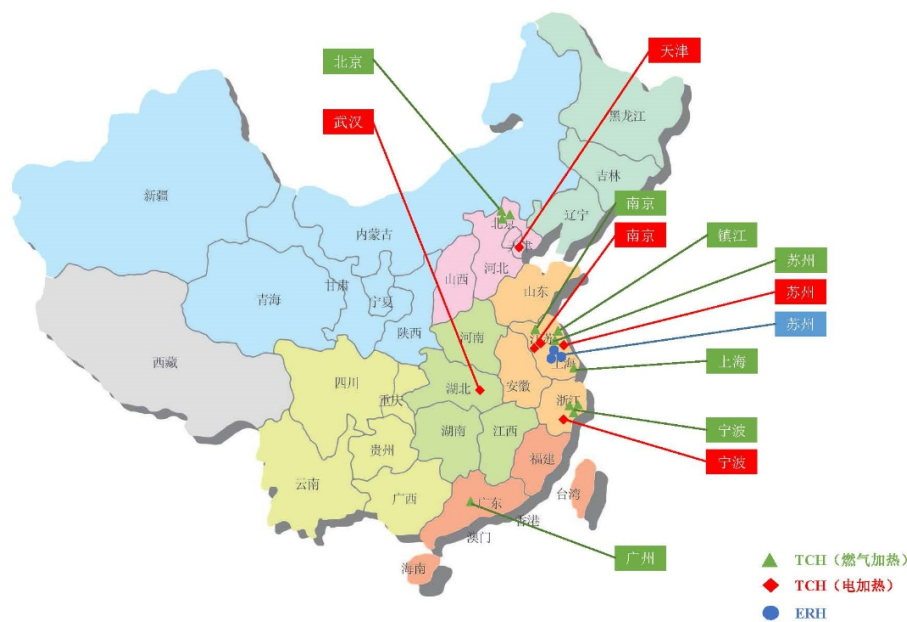 天津
北京
黑龙江
武汉
吉林
新疆
南京
辽宁
北京
内蒙古
南京
镇江
天津
河北
苏州
山西
山东
甘肃
苏州
青海
宁夏
陕西
河南
苏州
西藏
上海
上海
四川
安徽
湖北
重庆
浙江
湖南
江西
宁波
贵州
福建
宁波
云南
广西
台湾
广东
香港
澳门
广州
海南
TCH（燃气加热）
TCH（电加热）
ERH